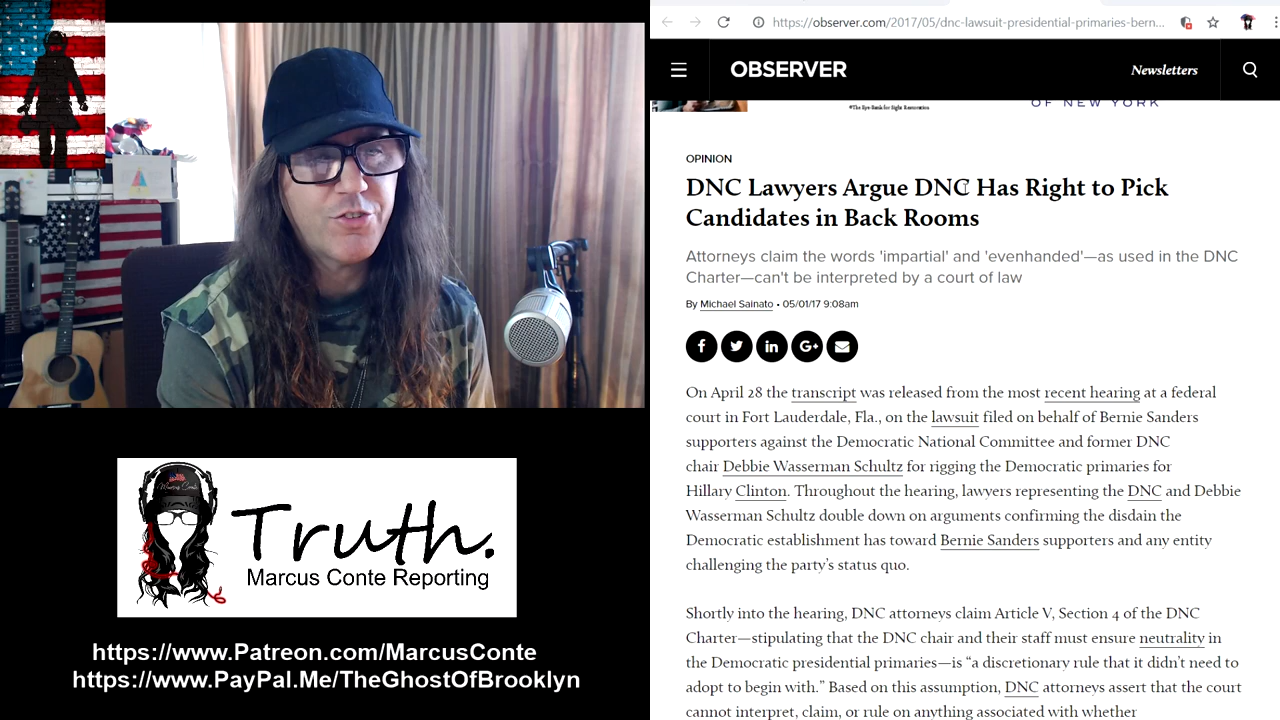 https://observer.com/2017/05/dnc-lawsuit-presidential-primaries-bern...
OBSERVER
Newsletters
#The Eye-Bank for Sight Restoration
OF NEW YORK
OPINION
DNC Lawyers Argue DNC Has Right to Pick
Candidates in Back Rooms
Attorneys claim the words 'impartial' and 'evenhanded'—as used in the DNC
Charter—can't be interpreted by a court of law
By Michael Sainato • 05/01/17 9:08am
G+
On April 28 the transcript was released from the most recent hearing at a federal
court in Fort Lauderdale, Fla., on the lawsuit filed on behalf of Bernie Sanders
supporters against the Democratic National Committee and former DNC
chair Debbie Wasserman Schultz for rigging the Democratic primaries for
Hillary Clinton. Throughout the hearing, lawyers representing the DNC and Debbie
Wasserman Schultz double down on arguments confirming the disdain the
Democratic establishment has toward Bernie Sanders supporters and any entity
challenging the party's status quo.
Shortly into the hearing, DNC attorneys claim Article V, Section 4 of the DNC
Charter—stipulating that the DNC chair and their staff must ensure neutrality in
the Democratic presidential primaries—is “a discretionary rule that it didn't need to
adopt to begin with.” Based on this assumption, DNC attorneys assert that the court
cannot interpret, claim, or rule on anything associated with whether
Marcus Conte
Truth.
Marcus Conte Reporting
https://www.Patreon.com/MarcusConte
https://www.PayPal.Me/TheGhostOfBrooklyn